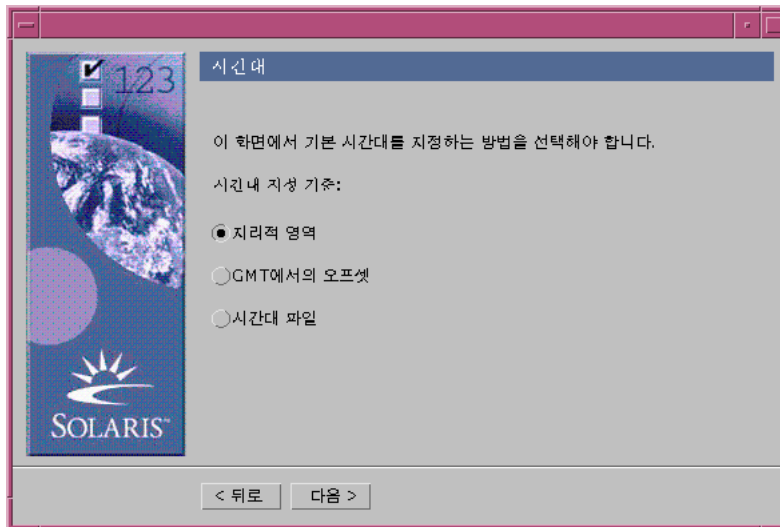 123
SOLARIS™
시간대
이 화면에서 기본 시간대를 지정하는 방법을 선택해야 합니다.
시간대 지정 기준:
지리적 영역
GMT에서의 오프셋
시간대 파일
< 뒤로
다음 >